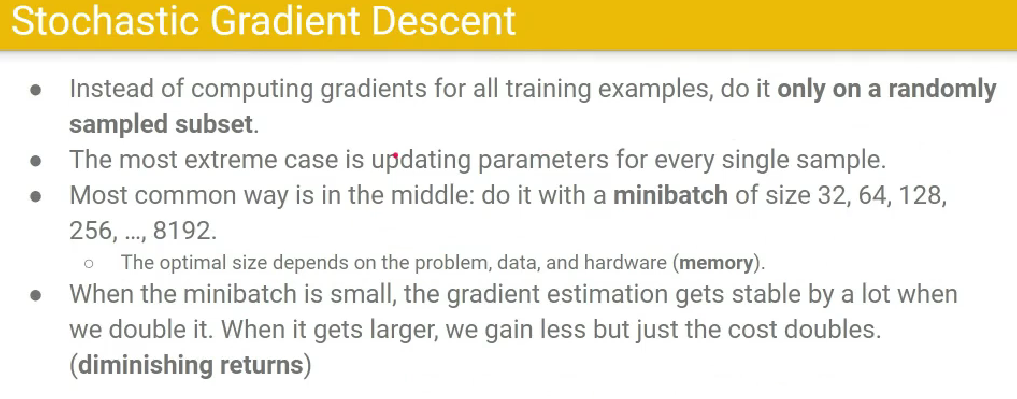 Stochastic Gradient Descent
● Instead of computing gradients for all training examples, do it only on a randomly
sampled subset.
● The most extreme case is updating parameters for every single sample.
● Most common way is in the middle: do it with a minibatch of size 32, 64, 128,
256, ..., 8192.
○ The optimal size depends on the problem, data, and hardware (memory).
● When the minibatch is small, the gradient estimation gets stable by a lot when
we double it. When it gets larger, we gain less but just the cost doubles.
(diminishing returns)